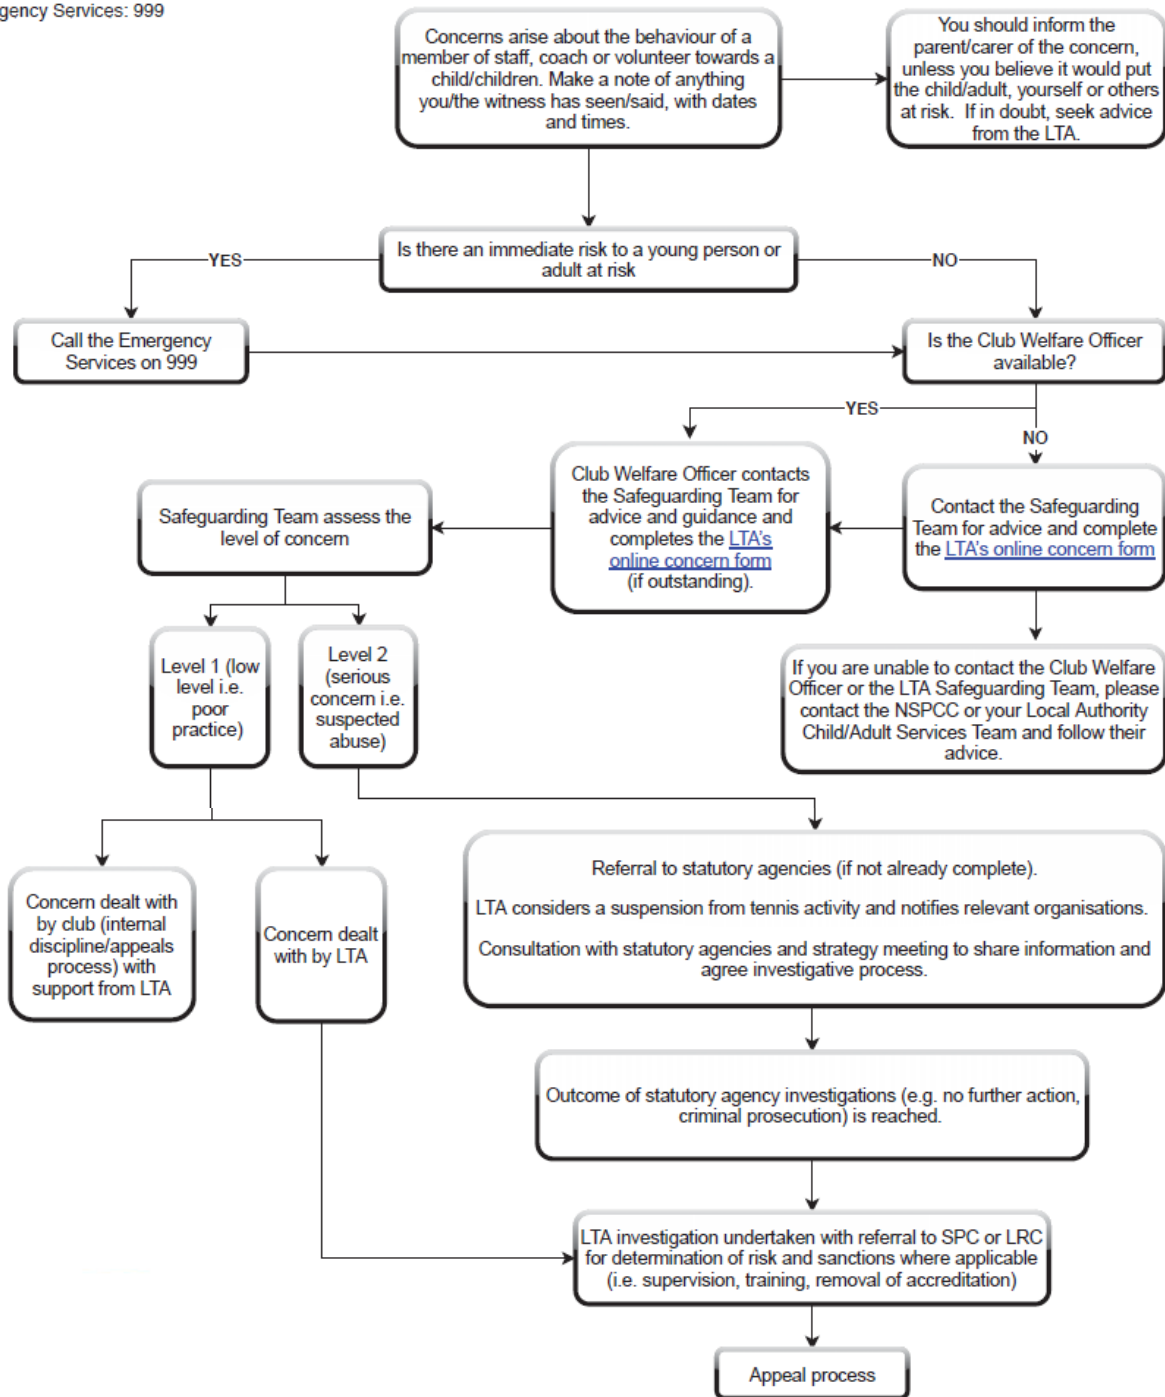 gency Services: 999
Concerns arise about the behaviour of a
member of staff, coach or volunteer towards a
child/children. Make a note of anything
you/the witness has seen/said, with dates
and times.
You should inform the
parent/carer of the concern,
unless you believe it would put
the child/adult, yourself or others
at risk. If in doubt, seek advice
from the LTA.
Is there an immediate risk to a young person or
adult at risk
YES
NO
Call the Emergency
Services on 999
Is the Club Welfare Officer
available?
YES
NO
Club Welfare Officer contacts
the Safeguarding Team for
advice and guidance and
completes the LTA's
online concern form
(if outstanding).
Contact the Safeguarding
Team for advice and complete
the LTA's online concern form
Safeguarding Team assess the
level of concern
Level 1 (low
level i.e.
poor
practice)
Level 2
(serious
concern i.e.
suspected
abuse)
If you are unable to contact the Club Welfare
Officer or the LTA Safeguarding Team, please
contact the NSPCC or your Local Authority
Child/Adult Services Team and follow their
advice.
Concern dealt with
by club (internal
discipline/appeals
process) with
support from LTA
Concern dealt
with by LTA
Referral to statutory agencies (if not already complete).
LTA considers a suspension from tennis activity and notifies relevant organisations.
Consultation with statutory agencies and strategy meeting to share information and
agree investigative process.
Outcome of statutory agency investigations (e.g. no further action,
criminal prosecution) is reached.
LTA investigation undertaken with referral to SPC or LRC
for determination of risk and sanctions where applicable
(i.e. supervision, training, removal of accreditation)
Appeal process